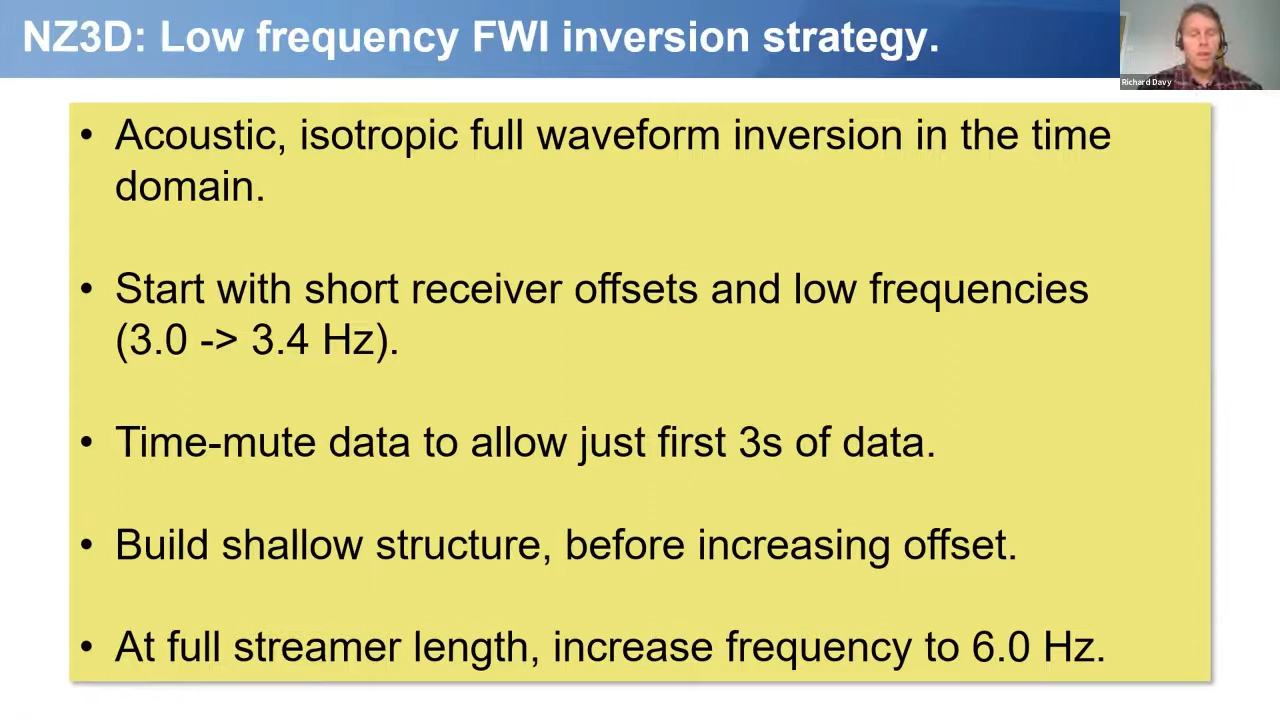 NZ3D: Low frequency FWI inversion strategy.
Richard Davy
• Acoustic, isotropic full waveform inversion in the time
domain.
• Start with short receiver offsets and low frequencies
(3.0 -> 3.4 Hz).
• Time-mute data to allow just first 3s of data.
• Build shallow structure, before increasing offset.
• At full streamer length, increase frequency to 6.0 Hz.